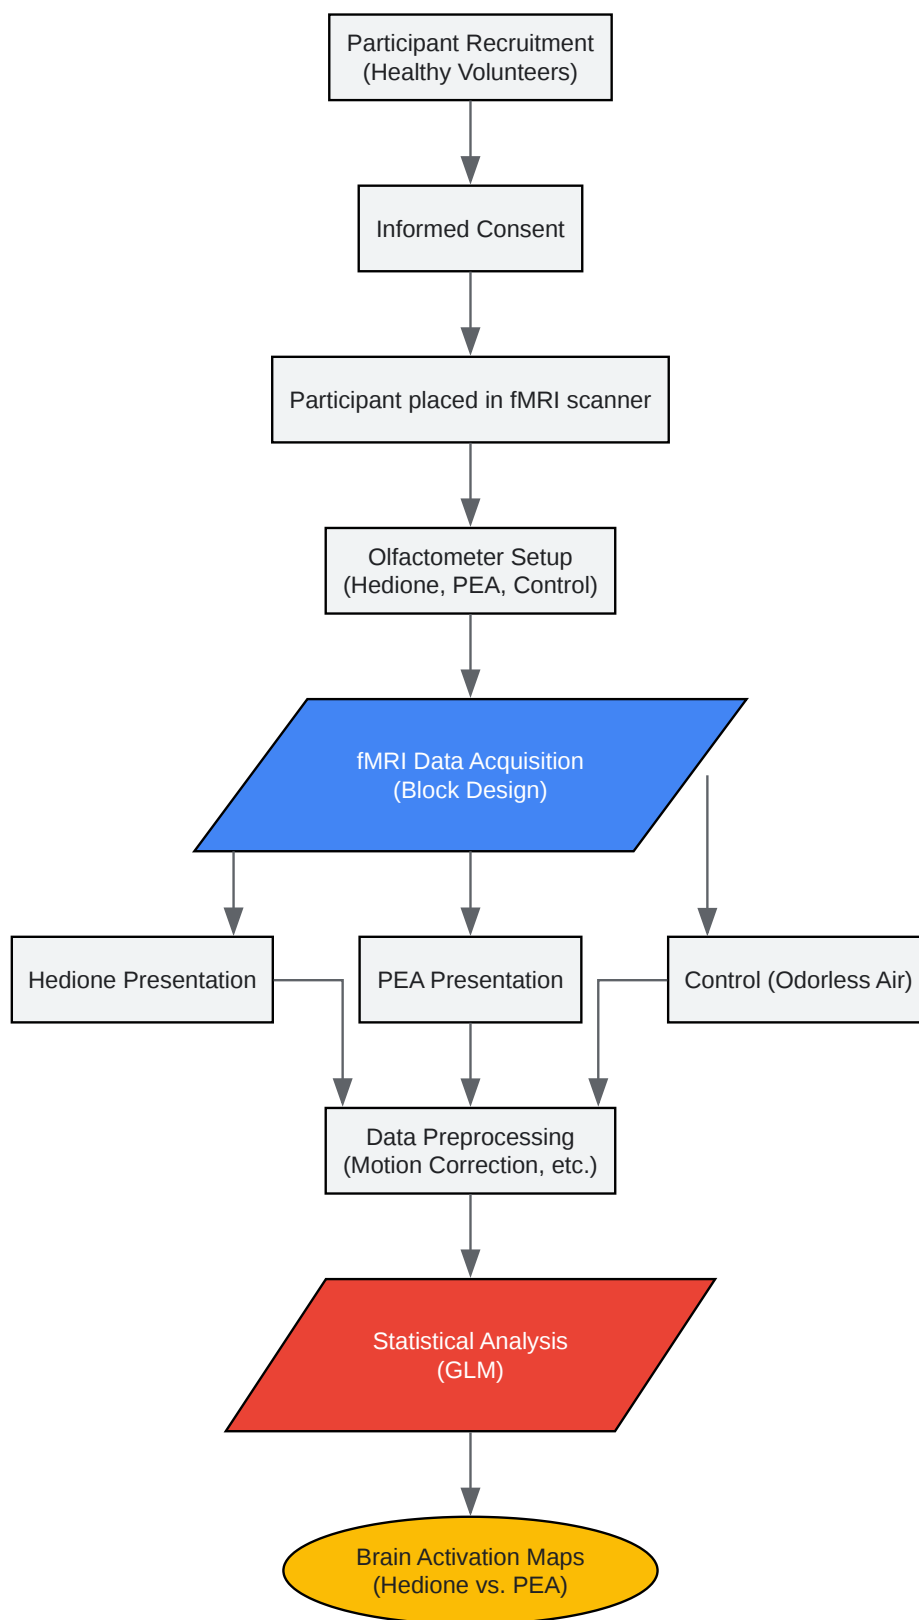 Participant Recruitment
(Healthy Volunteers)
Informed Consent
Participant placed in fMRI scanner
Olfactometer Setup
(Hedione, PEA, Control)
fMRI Data Acquisition
(Block Design)
Hedione Presentation
PEA Presentation
Control (Odorless Air)
Data Preprocessing
(Motion Correction, etc.)
Statistical Analysis
(GLM)
Brain Activation Maps
(Hedione vs. PEA)